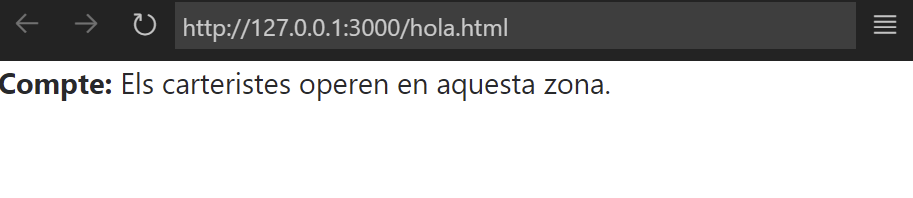 http://127.0.0.1:3000/hola.html
Compte: Els carteristes operen en aquesta zona.